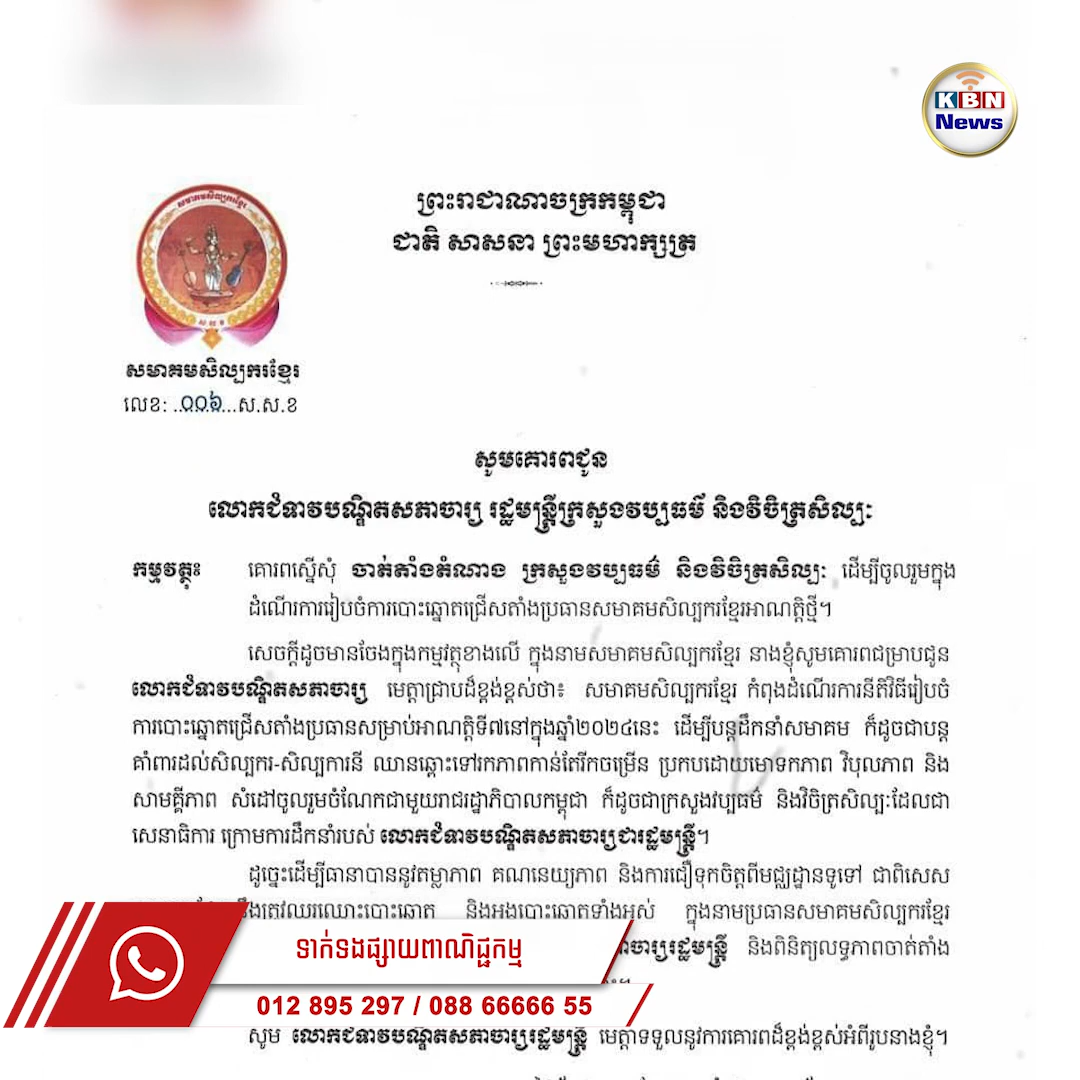 KBN
News
សមាគមសិល្បករខ្មែរ
ស.ស.ខ
ព្រះរាជាណាចក្រកម្ពុជា
ជាតិ សាសនា ព្រះមហាក្សត្រ
សមាគមសិល្បករខ្មែរ
លេខ: ..០០៦...ស.ស.ខ
សូមគោរពជូន
លោកជំទាវបណ្ឌិតសភាចារ្យ រដ្ឋមន្ត្រីក្រសួងវប្បធម៌ និងវិចិត្រសិល្បៈ
កម្មវត្ថុ៖ គោរពស្នើសុំ ចាត់តាំងតំណាង ក្រសួងវប្បធម៌ និងវិចិត្រសិល្បៈ ដើម្បីចូលរួមក្នុង
ដំណើរការរៀបចំការបោះឆ្នោតជ្រើសតាំងប្រធានសមាគមសិល្បករខ្មែរអាណត្តិថ្មី។
សេចក្ដីដូចមានចែងក្នុងកម្មវត្ថុខាងលើ ក្នុងនាមសមាគមសិល្បករខ្មែរ នាងខ្ញុំសូមគោរពជម្រាបជូន
លោកជំទាវបណ្ឌិតសភាចារ្យ មេត្តាជ្រាបដ៏ខ្ពង់ខ្ពស់ថា៖ សមាគមសិល្បករខ្មែរ កំពុងដំណើរការនីតិវិធីរៀបចំ
ការបោះឆ្នោតជ្រើសតាំងប្រធានសម្រាប់អាណត្តិទី៧នៅក្នុងឆ្នាំ២០២៤នេះ ដើម្បីបន្តដឹកនាំសមាគម ក៏ដូចជាបន្ត
គាំពារដល់សិល្បករ-សិល្បការនី ឈានឆ្ពោះទៅរកភាពកាន់តែរីកចម្រើន ប្រកបដោយមោទកភាព វិបុលភាព និង
សាមគ្គីភាព សំដៅចូលរួមចំណែកជាមួយរាជរដ្ឋាភិបាលកម្ពុជា ក៏ដូចជាក្រសួងវប្បធម៌ និងវិចិត្រសិល្បៈដែលជា
សេនាធិការ ក្រោមការដឹកនាំរបស់ លោកជំទាវបណ្ឌិតសភាចារ្យជារដ្ឋមន្ត្រី។
ដូច្នេះដើម្បីធានាបាននូវតម្លាភាព គណនេយ្យភាព និងការជឿទុកចិត្តពីមជ្ឈដ្ឋានទូទៅ ជាពិសេស
និងអ្នកបោះឆ្នោតទាំងអស់ ក្នុងនាមប្រធានសមាគមសិល្បករខ្មែរ
រដ្ឋមន្ត្រី និងពិនិត្យលទ្ធភាពចាត់តាំង
ទាក់ទងផ្សាយពាណិជ្ជកម្ម
012 895 297 / 088 66666 55
សូម លោកជំទាវបណ្ឌិតសភាចារ្យរដ្ឋមន្ត្រី មេត្តាទទួលនូវការគោរពដ៏ខ្ពង់ខ្ពស់អំពីរូបនាងខ្ញុំ។